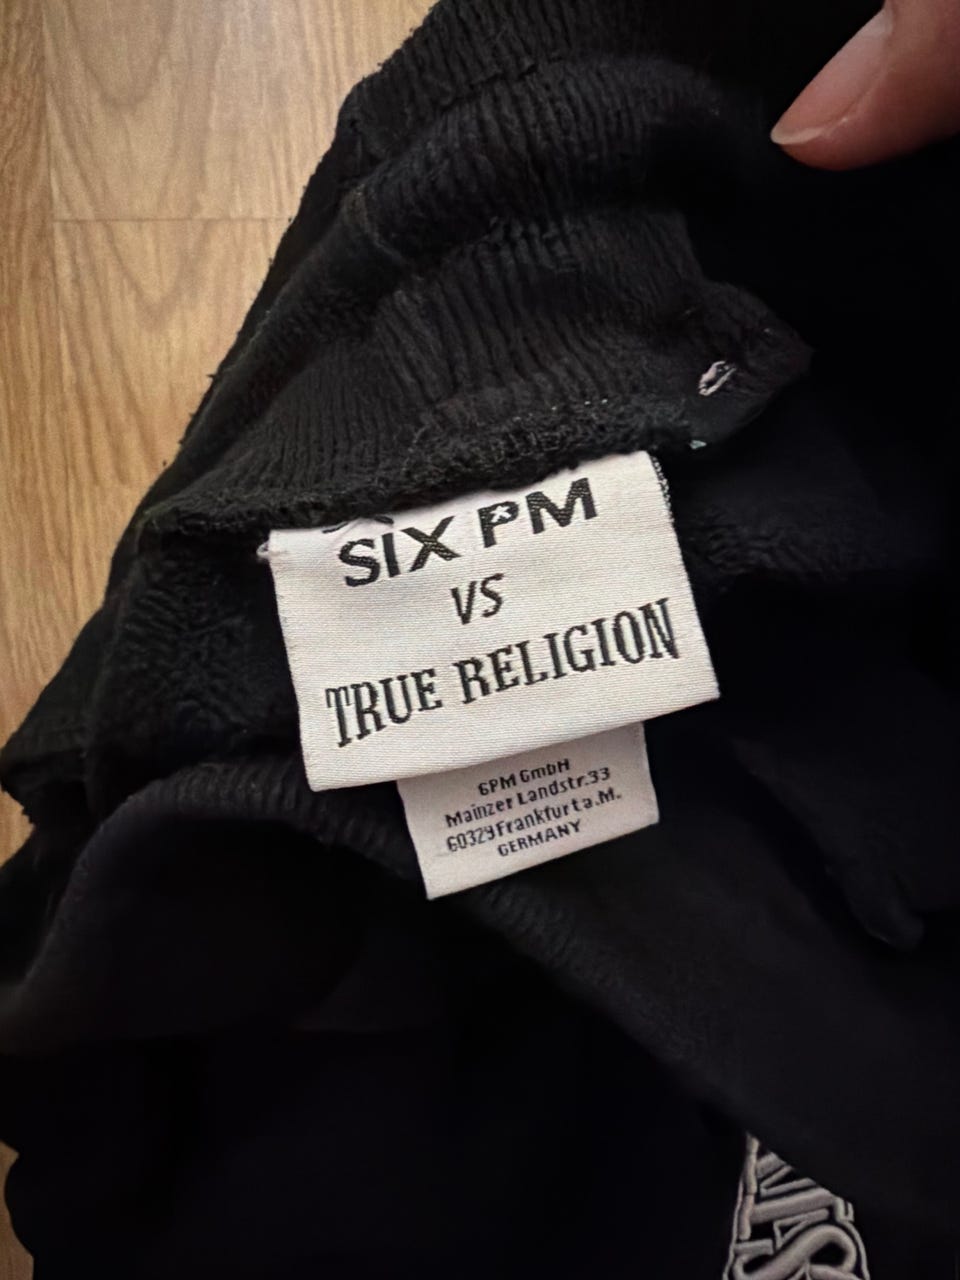 SIX PM
VS
TRUE RELIGION
6PM GmbH
Mainzer Landstr.33
60329 Frankfurt a.M.
GERMANY